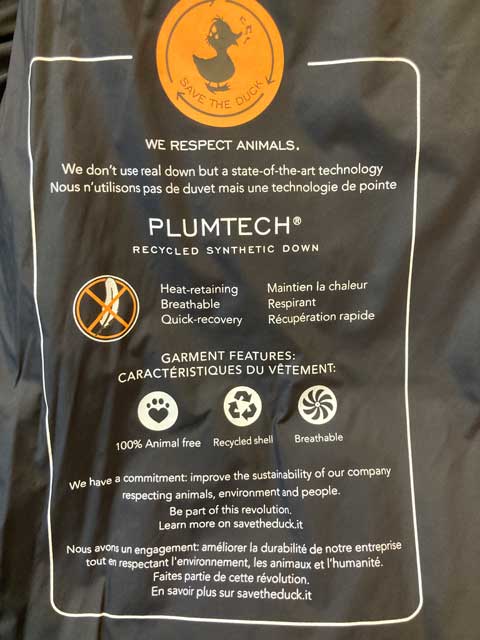 SAVE THE DUCK
WE RESPECT ANIMALS.
We don't use real down but a state-of-the-art technology
Nous n'utilisons pas de duvet mais une technologie de pointe
PLUMTECH®
RECYCLED SYNTHETIC DOWN
Heat-retaining
Breathable
Quick-recovery
Maintien la chaleur
Respirant
Récupération rapide
GARMENT FEATURES:
CARACTÉRISTIQUES DU VÊTEMENT:
100% Animal free
Recycled shell
Breathable
We have a commitment: improve the sustainability of our company
respecting animals, environment and people.
Be part of this revolution.
Learn more on savetheduck.it
Nous avons un engagement: améliorer la durabilité de notre entreprise
tout en respectant l'environnement, les animaux et l'humanité.
Faites partie de cette révolution.
En savoir plus sur savetheduck.it